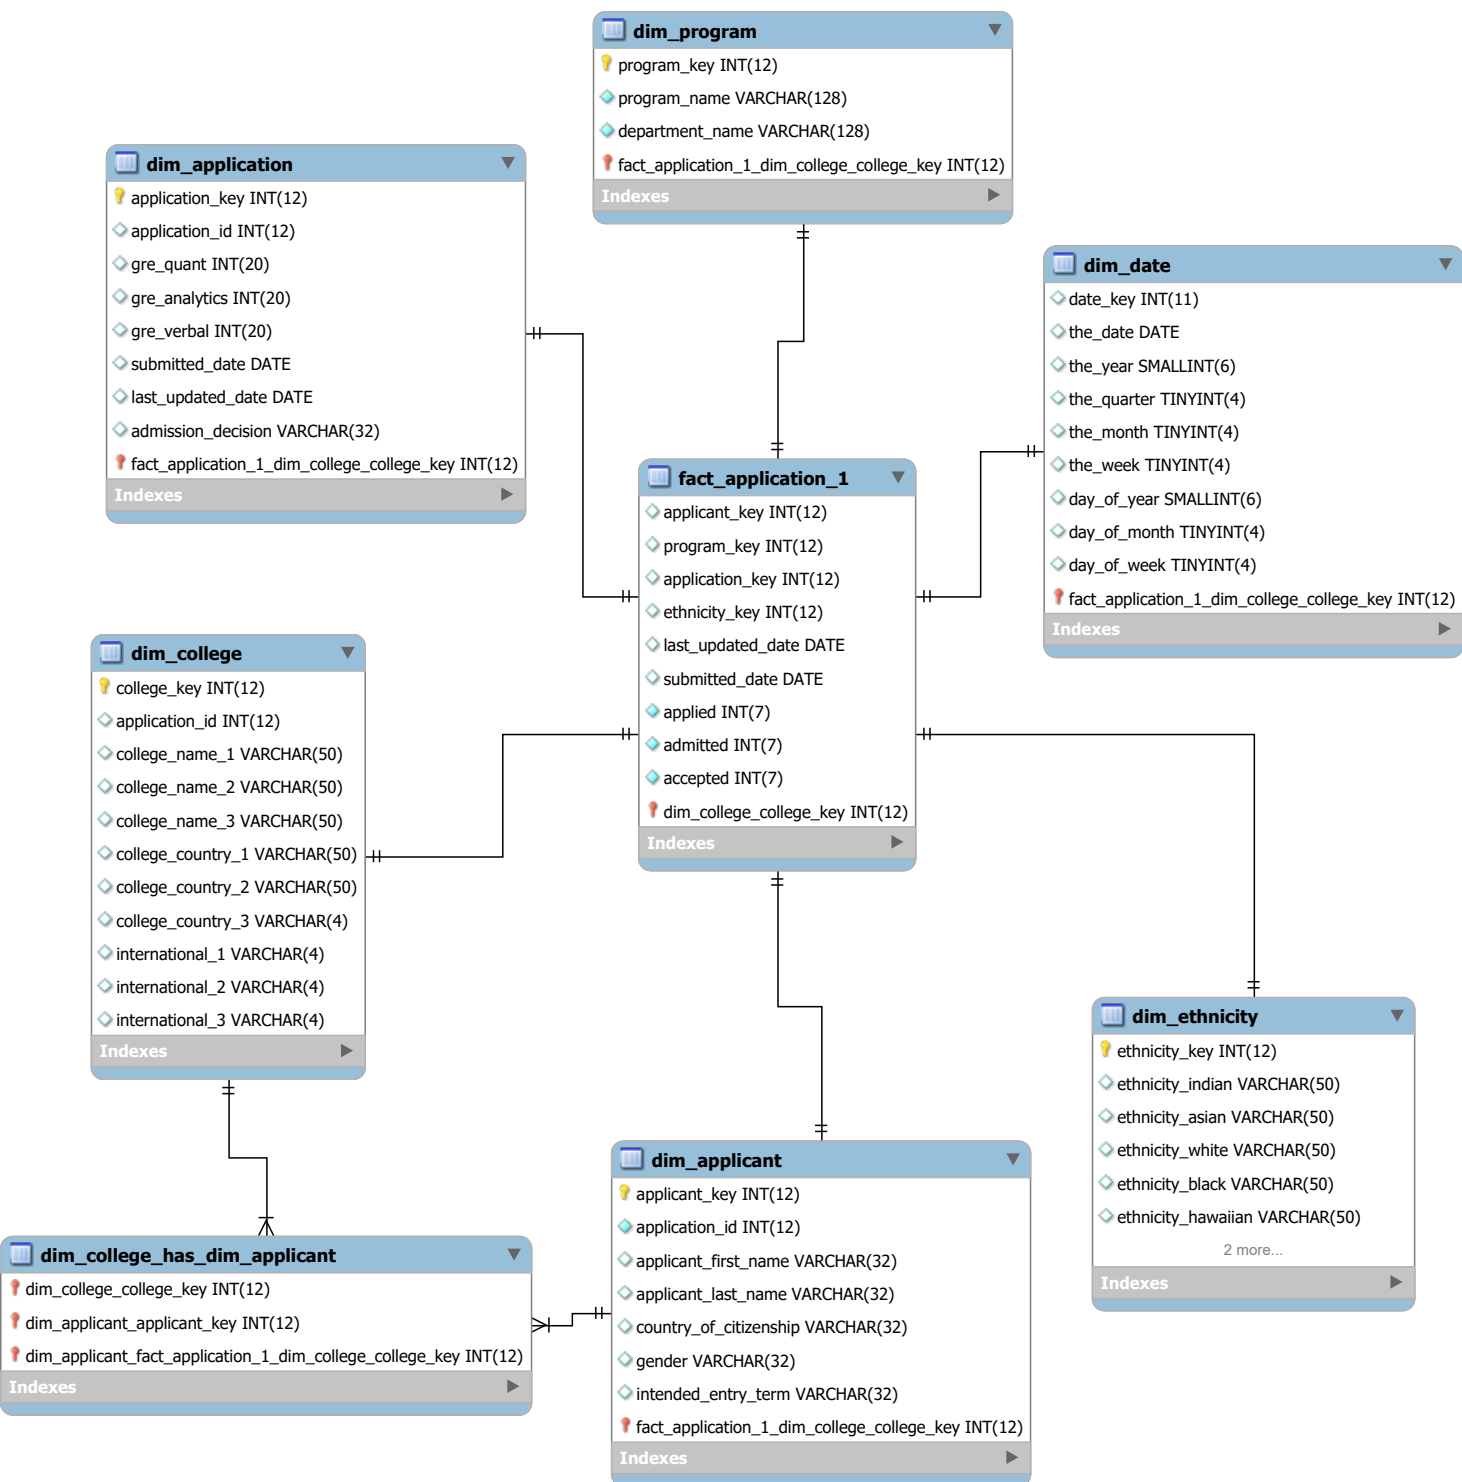 dim_program
program_key INT(12)
program_name VARCHAR(128)
department_name VARCHAR(128)
fact_application_1_dim_college_college_key INT(12)
Indexes
dim_application
application_key INT(12)
application_id INT(12)
gre_quant INT(20)
gre_analytics INT(20)
gre_verbal INT(20)
submitted_date DATE
last_updated_date DATE
admission_decision VARCHAR(32)
fact_application_1_dim_college_college_key INT(12)
Indexes
dim_date
date_key INT(11)
the_date DATE
the_year SMALLINT(6)
the_quarter TINYINT(4)
the_month TINYINT(4)
the_week TINYINT(4)
day_of_year SMALLINT(6)
day_of_month TINYINT(4)
day_of_week TINYINT(4)
fact_application_1_dim_college_college_key INT(12)
Indexes
fact_application_1
applicant_key INT(12)
program_key INT(12)
application_key INT(12)
ethnicity_key INT(12)
last_updated_date DATE
submitted_date DATE
applied INT(7)
admitted INT(7)
accepted INT(7)
dim_college_college_key INT(12)
Indexes
dim_college
college_key INT(12)
application_id INT(12)
college_name_1 VARCHAR(50)
college_name_2 VARCHAR(50)
college_name_3 VARCHAR(50)
college_country_1 VARCHAR(50)
college_country_2 VARCHAR(50)
college_country_3 VARCHAR(4)
international_1 VARCHAR(4)
international_2 VARCHAR(4)
international_3 VARCHAR(4)
Indexes
dim_ethnicity
ethnicity_key INT(12)
ethnicity_indian VARCHAR(50)
ethnicity_asian VARCHAR(50)
ethnicity_white VARCHAR(50)
ethnicity_black VARCHAR(50)
ethnicity_hawaiian VARCHAR(50)
2 more...
Indexes
dim_applicant
applicant_key INT(12)
application_id INT(12)
applicant_first_name VARCHAR(32)
applicant_last_name VARCHAR(32)
country_of_citizenship VARCHAR(32)
gender VARCHAR(32)
intended_entry_term VARCHAR(32)
fact_application_1_dim_college_college_key INT(12)
Indexes
dim_college_has_dim_applicant
dim_college_college_key INT(12)
dim_applicant_applicant_key INT(12)
dim_applicant_fact_application_1_dim_college_college_key INT(12)
Indexes